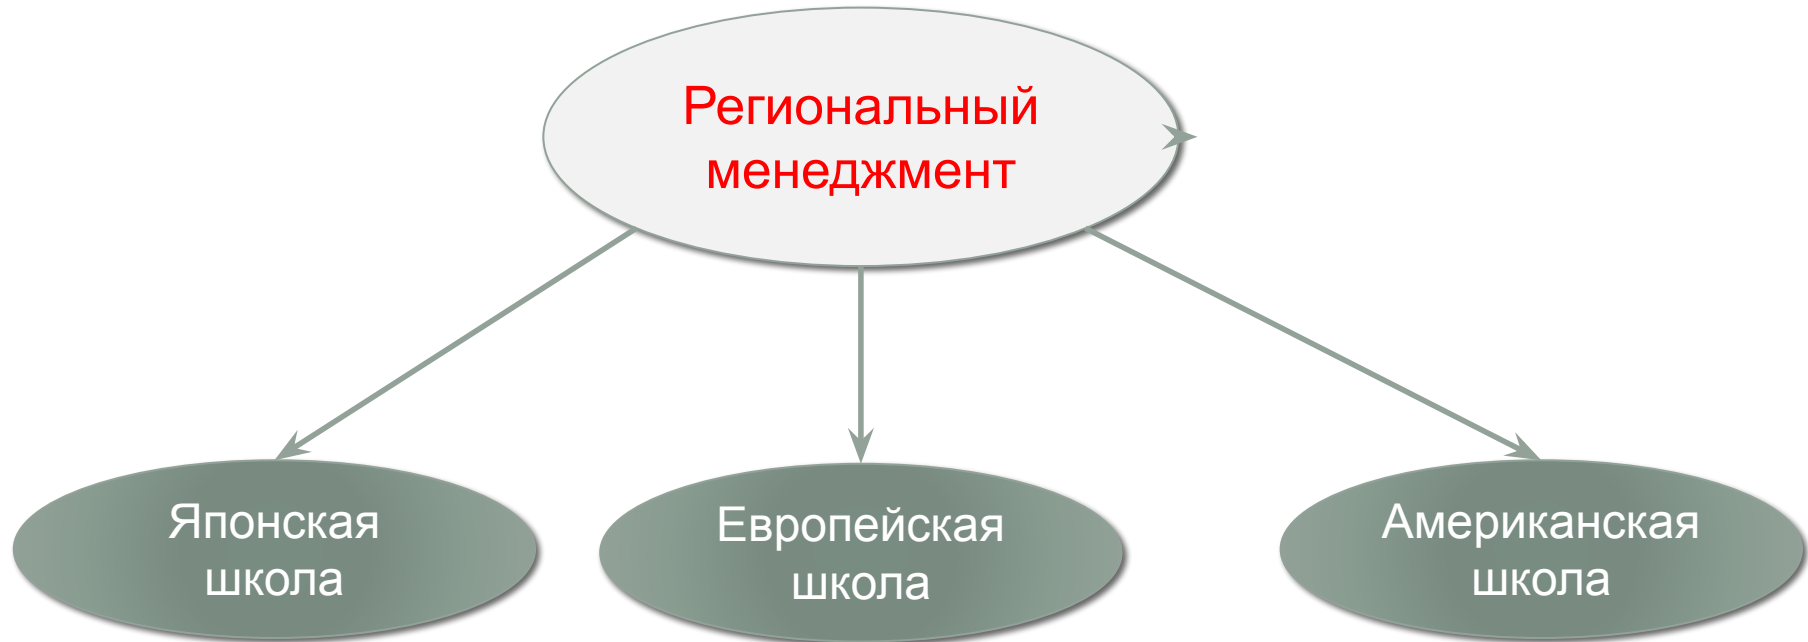 Региональный
менеджмент
Японская
школа
Европейская
школа
Американская
школа